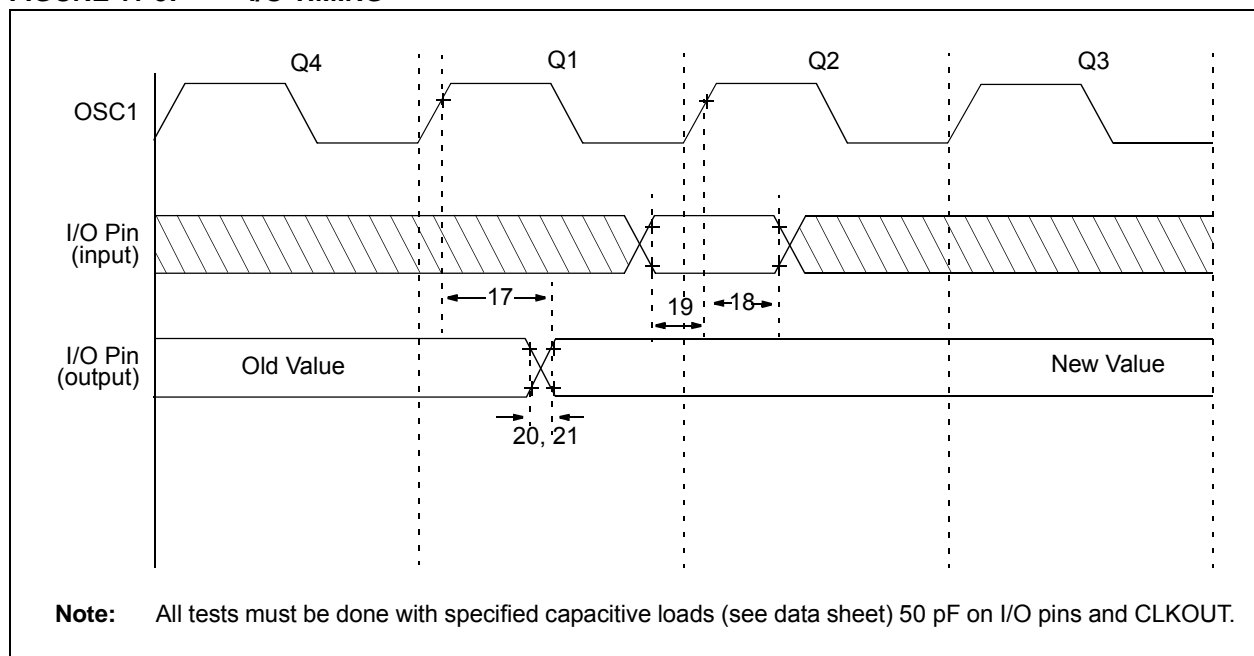 Q4 Q1 Q2 Q3
OSC1
I/O Pin
(input)
17 19 18
I/O Pin
(output)
Old Value New Value
20, 21
Note: All tests must be done with specified capacitive loads (see data sheet) 50 pF on I/O pins and CLKOUT.